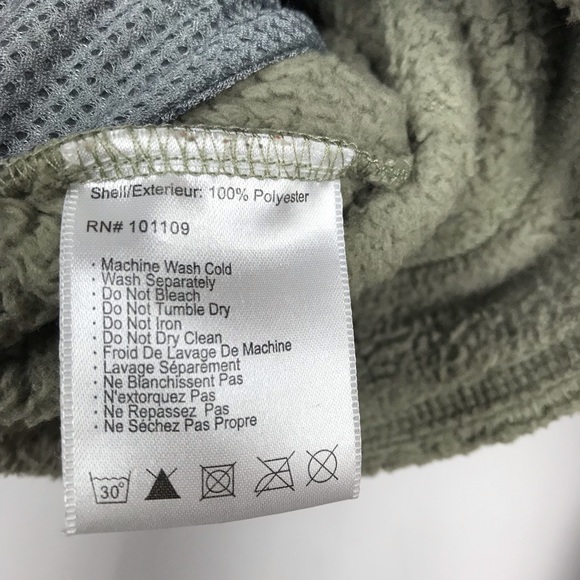 Shell/Exterieur: 100% Polyester
RN# 101109
· Machine Wash Cold
Wash Separately
· Do Not Bleach
· Do Not Tumble Dry
· Do Not Iron
· Do Not Dry Clean
· Froid De Lavage De Machine
Lavage Séparément
· Ne Blanchissent Pas
· N'extorquez Pas
· Ne Repassez Pas
· Ne Séchez Pas Propre
30°